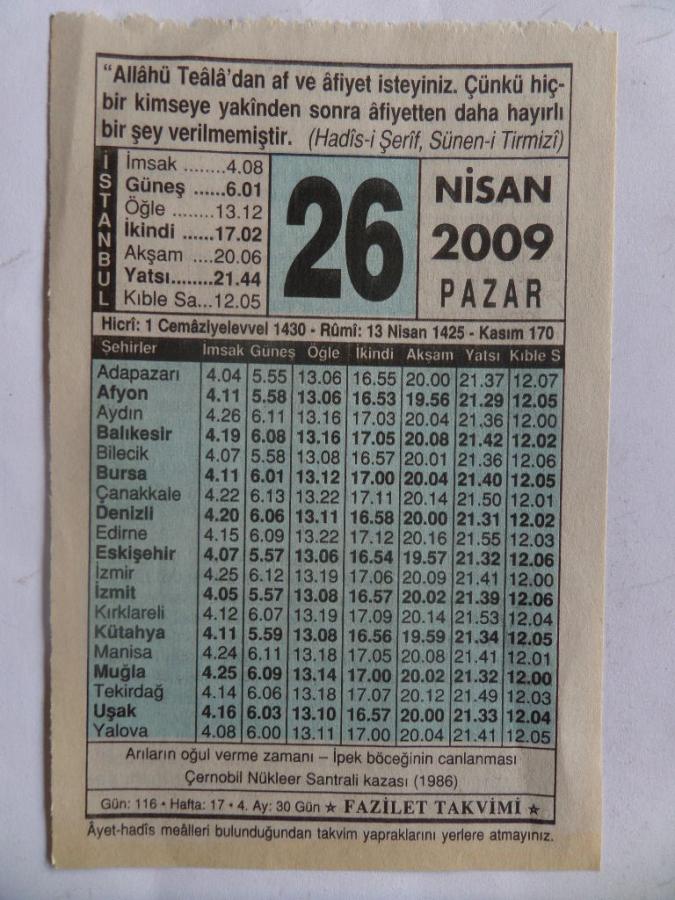 “Allâhü Teâlâ’dan af ve âfiyet isteyiniz. Çünkü hiç-
bir kimseye yakînden sonra âfiyetten daha hayırlı
bir şey verilmemiştir. (Hadîs-i Şerîf, Sünen-i Tirmizî)
İSTANBUL
İmsak ........4.08
Güneş ......6.01
Öğle ........13.12
İkindi ......17.02
Akşam ....20.06
Yatsı........21.44
Kıble Sa...12.05
26
NİSAN
2009
PAZAR
Hicrî: 1 Cemâziyelevvel 1430 - Rûmî: 13 Nisan 1425 - Kasım 170
Şehirler İmsak Güneş Öğle İkindi Akşam Yatsı Kıble S
Adapazarı 4.04 5.55 13.06 16.55 20.00 21.37 12.07
Afyon 4.11 5.58 13.06 16.53 19.56 21.29 12.05
Aydın 4.26 6.11 13.16 17.03 20.04 21.36 12.00
Balıkesir 4.19 6.08 13.16 17.05 20.08 21.42 12.02
Bilecik 4.07 5.58 13.08 16.57 20.01 21.36 12.06
Bursa 4.11 6.01 13.12 17.00 20.04 21.40 12.05
Çanakkale 4.22 6.13 13.22 17.11 20.14 21.50 12.01
Denizli 4.20 6.06 13.11 16.58 20.00 21.31 12.02
Edirne 4.15 6.09 13.22 17.12 20.16 21.55 12.03
Eskişehir 4.07 5.57 13.06 16.54 19.57 21.32 12.06
İzmir 4.25 6.12 13.19 17.06 20.09 21.41 12.00
İzmit 4.05 5.57 13.08 16.57 20.02 21.39 12.06
Kırklareli 4.12 6.07 13.19 17.09 20.14 21.53 12.04
Kütahya 4.11 5.59 13.08 16.56 19.59 21.34 12.05
Manisa 4.24 6.11 13.18 17.05 20.08 21.41 12.01
Muğla 4.25 6.09 13.14 17.00 20.02 21.32 12.00
Tekirdağ 4.14 6.06 13.18 17.07 20.12 21.49 12.03
Uşak 4.16 6.03 13.10 16.57 20.00 21.33 12.04
Yalova 4.08 6.00 13.11 17.00 20.04 21.41 12.05
Arıların oğul verme zamanı – İpek böceğinin canlanması
Çernobil Nükleer Santrali kazası (1986)
Gün: 116 • Hafta: 17 • 4. Ay: 30 Gün ★ FAZİLET TAKVİMİ ★
Âyet-hadîs meâlleri bulunduğundan takvim yapraklarını yerlere atmayınız.